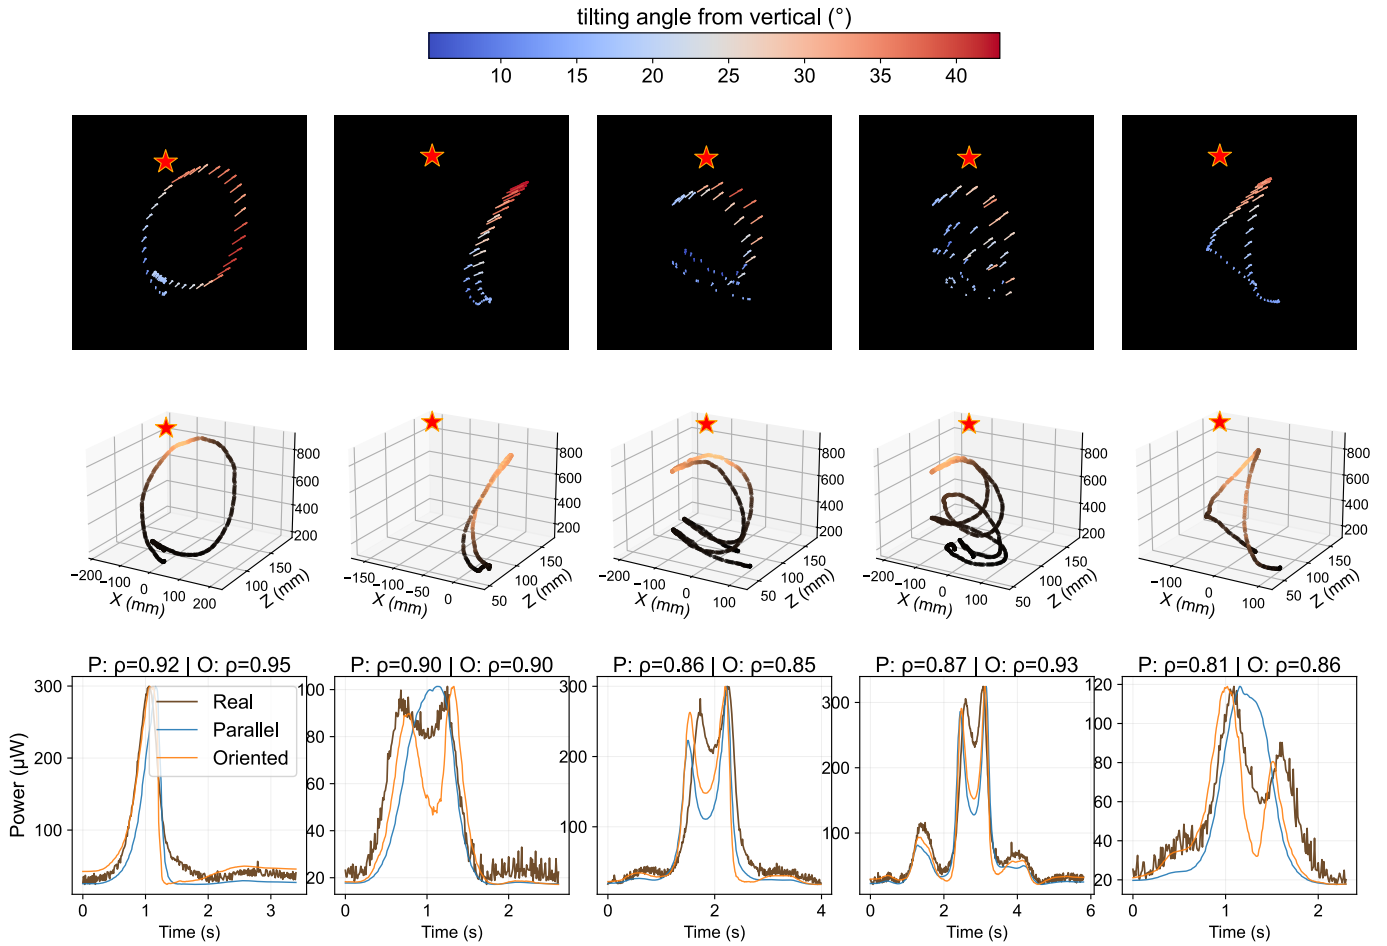 tilting angle from vertical (°)
10 15 20 25 30 35 40
800
600
400
200
−200
−100
0
100
200
X (mm)
100
150
Z (mm)
800
600
400
200
−150
−100
−50
0
X (mm)
50
100
150
Z (mm)
800
600
400
200
−200
−100
0
100
X (mm)
50
100
150
Z (mm)
800
600
400
200
−200
−100
0
100
X (mm)
50
100
150
Z (mm)
800
600
400
200
−100
0
100
X (mm)
50
100
150
Z (mm)
P: ρ=0.92 | O: ρ=0.95
Power (μW)
300
100
Real
Parallel
Oriented
0 1 2 3
Time (s)
P: ρ=0.90 | O: ρ=0.90
100
80
60
40
20
0 1 2
Time (s)
P: ρ=0.86 | O: ρ=0.85
300
200
100
0 2 4
Time (s)
P: ρ=0.87 | O: ρ=0.93
300
200
100
0 2 4 6
Time (s)
P: ρ=0.81 | O: ρ=0.86
120
100
80
60
40
20
0 1 2
Time (s)